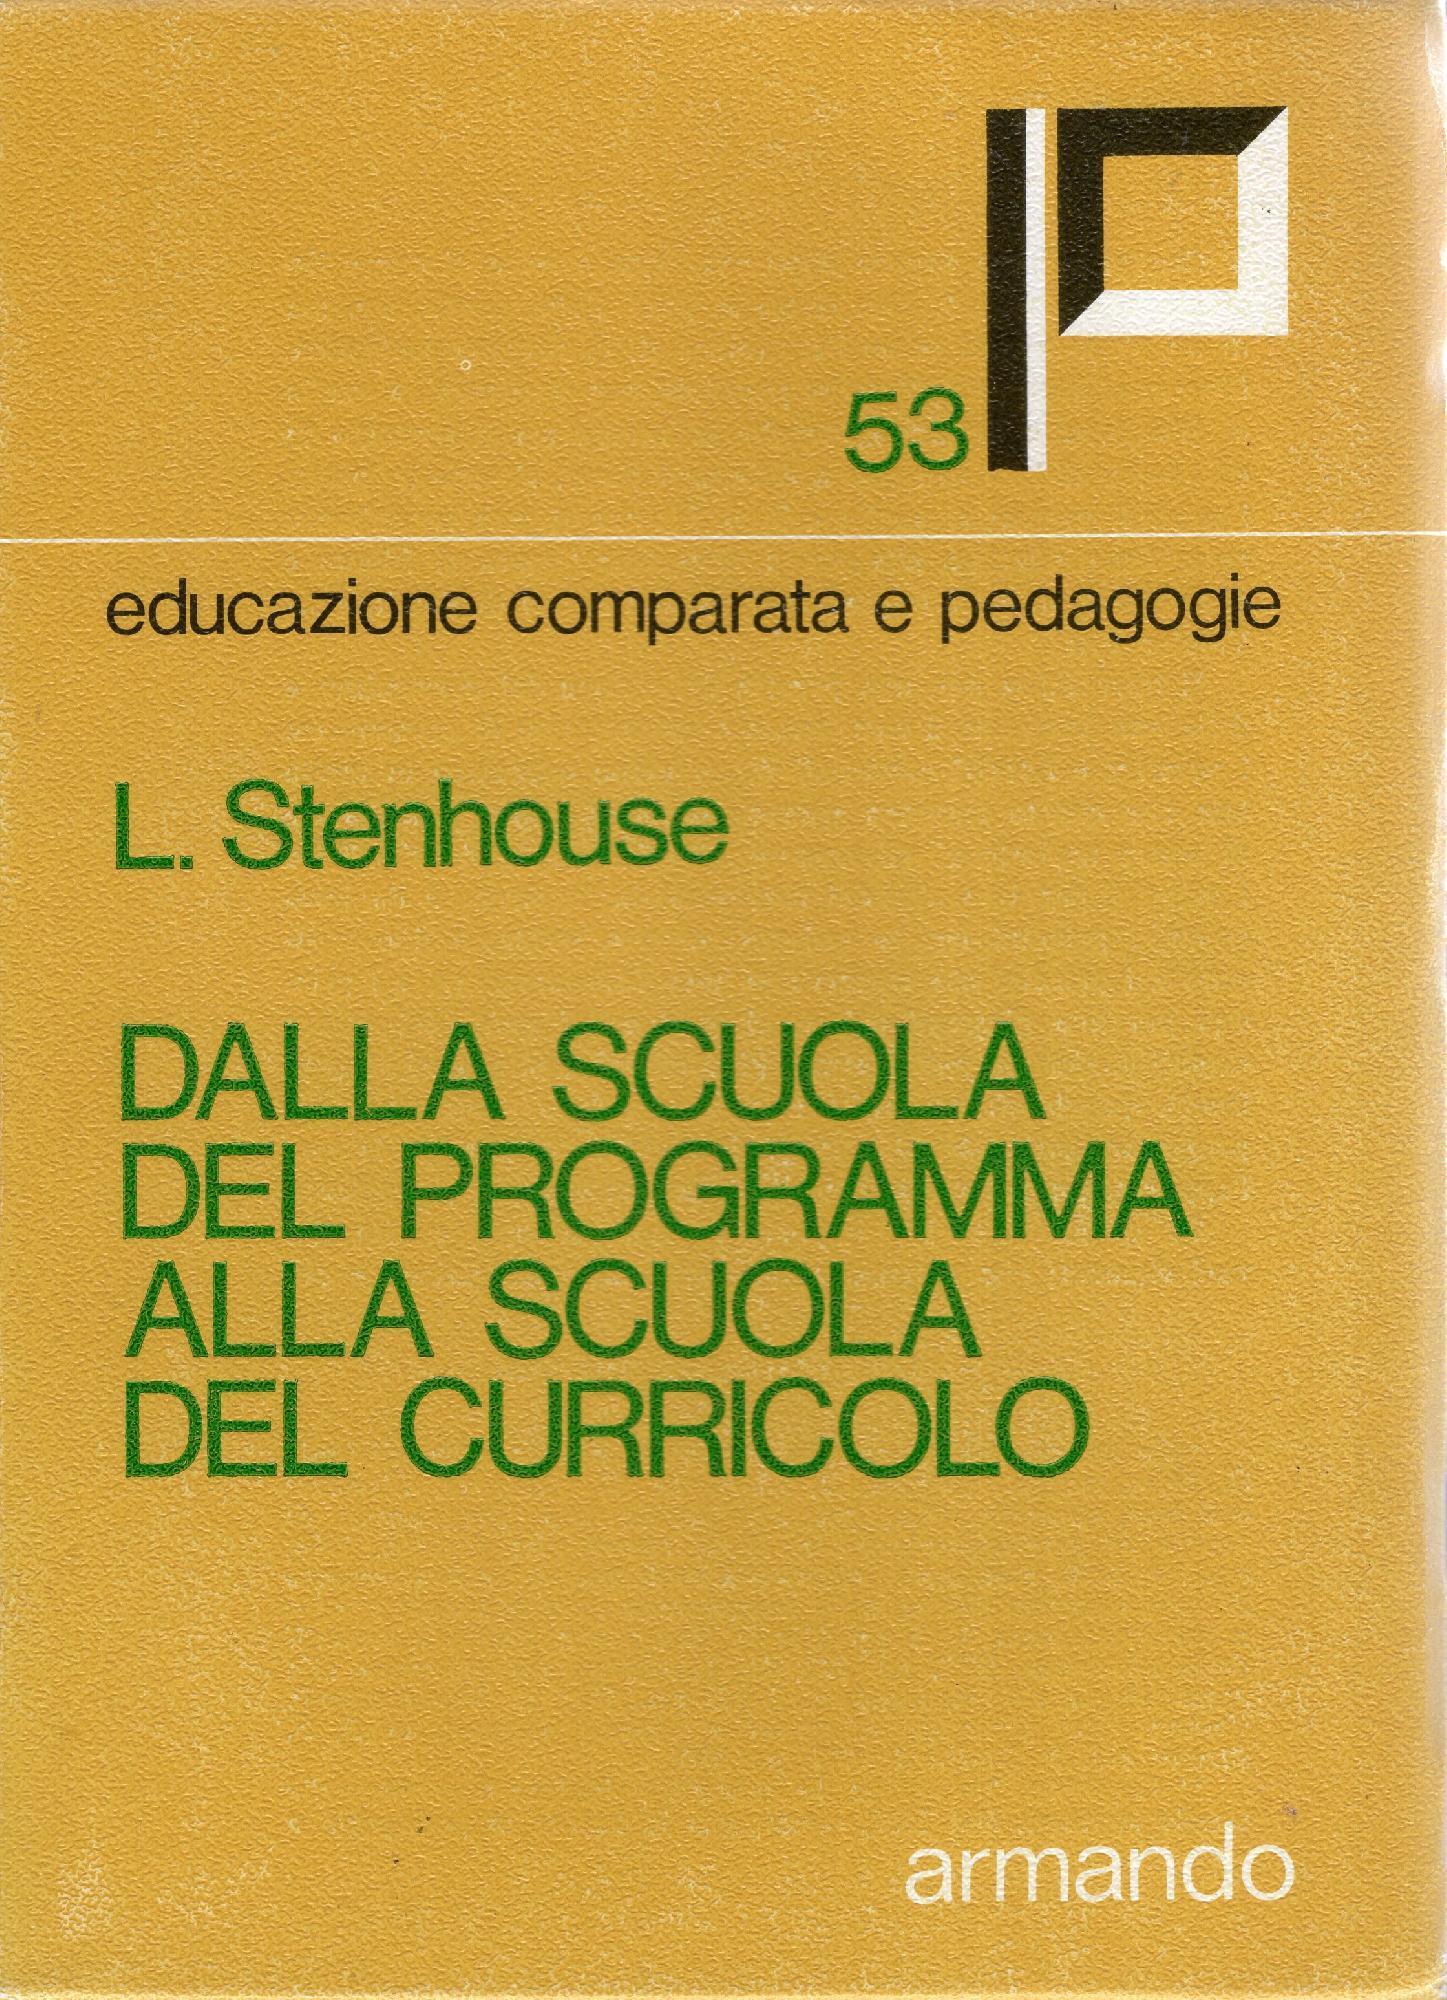 53
educazione comparata e pedagogie
L. Stenhouse
DALLA SCUOLA
DEL PROGRAMMA
ALLA SCUOLA
DEL CURRICOLO
armando